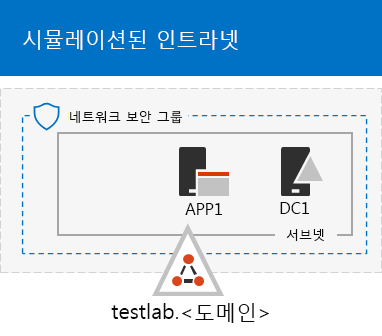 시뮬레이션된 인트라넷
네트워크 보안 그룹
APP1
DC1
서브넷
testlab.<도메인>